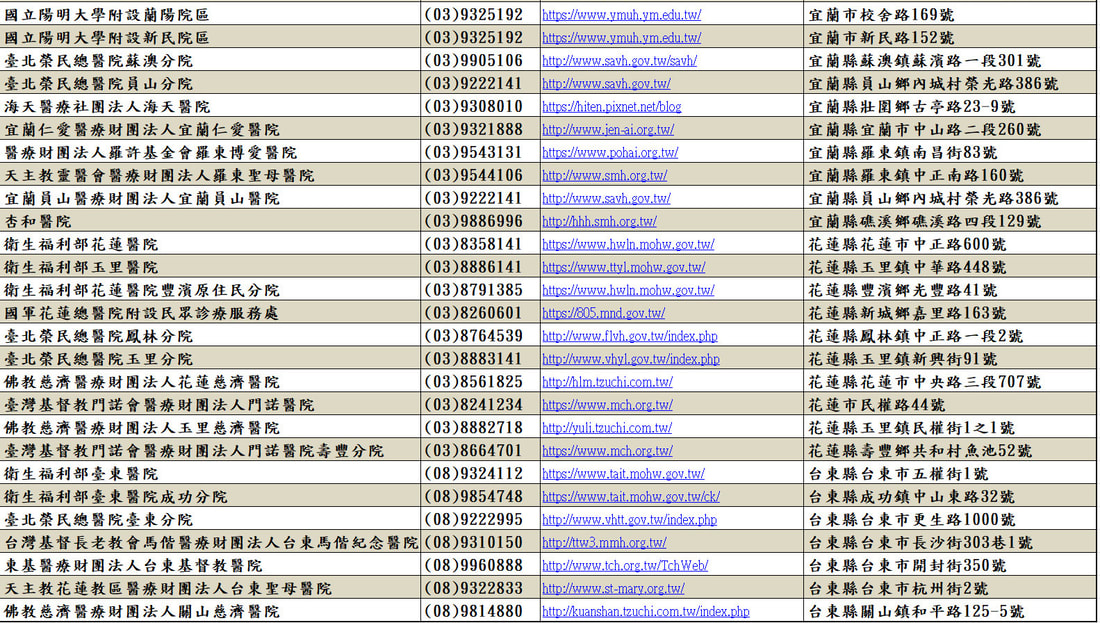 國立陽明大學附設蘭陽院區 (03)9325192 https://www.ymuh.ym.edu.tw/ 宜蘭市校舍路169號
國立陽明大學附設新民院區 (03)9325192 https://www.ymuh.ym.edu.tw/ 宜蘭市新民路152號
臺北榮民總醫院蘇澳分院 (03)9905106 https://www.savh.gov.tw/savh/ 宜蘭縣蘇澳鎮蘇濱路一段301號
臺北榮民總醫院員山分院 (03)9222141 http://www.savh.gov.tw/ 宜蘭縣員山鄉內城村榮光路386號
海天醫療社團法人海天醫院 (03)9308010 https://hiten.pixnet.net/blog 宜蘭縣壯圍鄉古亭路23-9號
宜蘭仁愛醫療財團法人宜蘭仁愛醫院 (03)9321888 http://www.jen-ai.org.tw/ 宜蘭縣宜蘭市中山路二段260號
醫療財團法人羅許基金會羅東博愛醫院 (03)9543131 https://www.pohai.org.tw/ 宜蘭縣羅東鎮南昌街83號
天主教靈醫會醫療財團法人羅東聖母醫院 (03)9544106 http://www.smh.org.tw/ 宜蘭縣羅東鎮中正南路160號
宜蘭員山醫療財團法人宜蘭員山醫院 (03)9222141 http://www.savh.gov.tw/ 宜蘭縣員山鄉內城村榮光路386號
杏和醫院 (03)9886996 http://hhh.smh.org.tw/ 宜蘭縣礁溪鄉礁溪路四段129號
衛生福利部花蓮醫院 (03)8358141 https://www.hwln.mohw.gov.tw/ 花蓮縣花蓮市中正路600號
衛生福利部玉里醫院 (03)8886141 https://www.ttyl.mohw.gov.tw/ 花蓮縣玉里鎮中華路448號
衛生福利部花蓮醫院豐濱原住民分院 (03)8791385 https://www.hwln.mohw.gov.tw/ 花蓮縣豐濱鄉光豐路41號
國軍花蓮總醫院附設民眾診療服務處 (03)8260601 https://805.mnd.gov.tw/ 花蓮縣新城鄉嘉里路163號
臺北榮民總醫院鳳林分院 (03)8764539 http://www.flvh.gov.tw/index.php 花蓮縣鳳林鎮中正路一段2號
臺北榮民總醫院玉里分院 (03)8883141 http://www.vhyl.gov.tw/index.php 花蓮縣玉里鎮新興街91號
佛教慈濟醫療財團法人花蓮慈濟醫院 (03)8561825 http://hlm.tzuchi.com.tw/ 花蓮縣花蓮市中央路三段707號
臺灣基督教門諾會醫療財團法人門諾醫院 (03)8241234 http://www.mch.org.tw/ 花蓮市民權路44號
佛教慈濟醫療財團法人玉里慈濟醫院 (03)8882718 http://yuli.tzuchi.com.tw/ 花蓮縣玉里鎮民權街1之1號
臺灣基督教門諾會醫療財團法人門諾醫院壽豐分院 (03)8664701 https://www.mch.org.tw/ 花蓮縣壽豐鄉共和村魚池52號
衛生福利部臺東醫院 (08)9324112 https://www.tait.mohw.gov.tw/ 台東縣台東市五權街1號
衛生福利部臺東醫院成功分院 (08)9854748 https://www.tait.mohw.gov.tw/ck/ 台東縣成功鎮中山東路32號
臺北榮民總醫院臺東分院 (08)9222995 http://www.vhtt.gov.tw/index.php 台東縣台東市更生路1000號
台灣基督長老教會馬偕醫療財團法人台東馬偕紀念醫院 (08)9310150 http://ttw3.mmh.org.tw/ 台東縣台東市長沙街303巷1號
東基醫療財團法人台東基督教醫院 (08)9960888 http://www.tch.org.tw/TchWeb/ 台東縣台東市開封街350號
天主教花蓮教區醫療財團法人台東聖母醫院 (08)9322833 http://www.st-mary.org.tw/ 台東縣台東市杭州街2號
佛教慈濟醫療財團法人關山慈濟醫院 (08)9814880 http://kuanshan.tzuchi.com.tw/index.php 台東縣關山鎮和平路125-5號